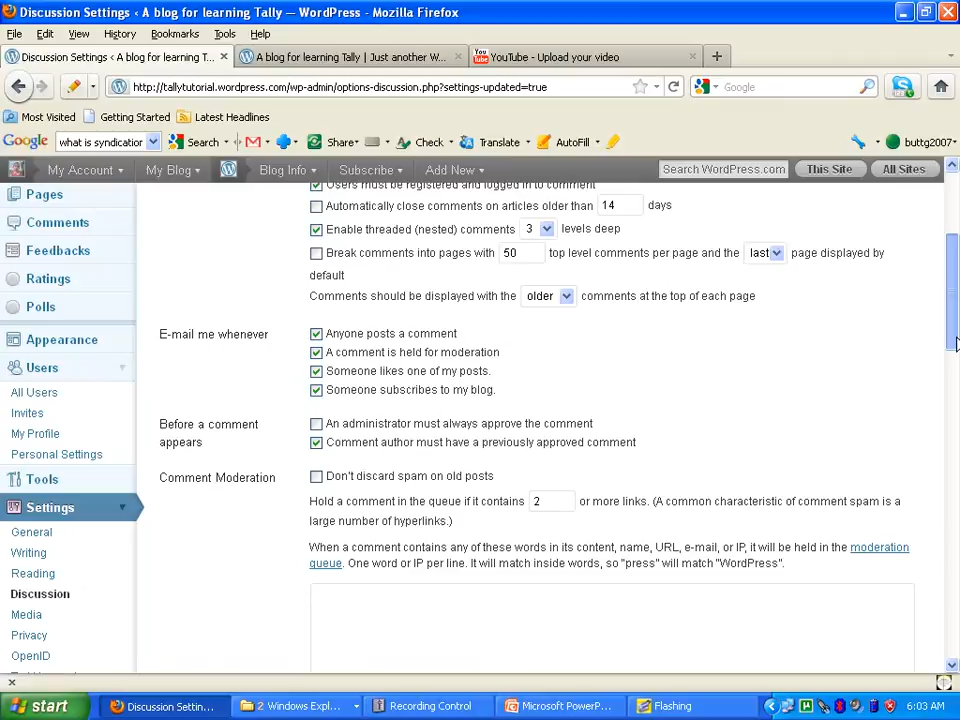 Discussion Settings < A blog for learning Tally — WordPress - Mozilla Firefox
File Edit View History Bookmarks Tools Help
Discussion Settings < A blog for learning T... A blog for learning Tally | Just another W... YouTube - Upload your video
http://tallytutorial.wordpress.com/wp-admin/options-discussion.php?settings-updated=true Google
Most Visited Getting Started Latest Headlines
Google what is syndication Search Share Check Translate AutoFill buttg2007
My Account My Blog Blog Info Subscribe Add New Search WordPress.com This Site All Sites
Pages
Comments
Feedbacks
Ratings
Polls
Appearance
Users
All Users
Invites
My Profile
Personal Settings
Tools
Settings
General
Writing
Reading
Discussion
Media
Privacy
OpenID
Users must be registered and logged in to comment
Automatically close comments on articles older than 14 days
Enable threaded (nested) comments 3 levels deep
Break comments into pages with 50 top level comments per page and the last page displayed by
default
Comments should be displayed with the older comments at the top of each page
E-mail me whenever
Anyone posts a comment
A comment is held for moderation
Someone likes one of my posts.
Someone subscribes to my blog.
Before a comment
appears
An administrator must always approve the comment
Comment author must have a previously approved comment
Comment Moderation
Don't discard spam on old posts
Hold a comment in the queue if it contains 2 or more links. (A common characteristic of comment spam is a
large number of hyperlinks.)
When a comment contains any of these words in its content, name, URL, e-mail, or IP, it will be held in the moderation
queue. One word or IP per line. It will match inside words, so "press" will match "WordPress".
start Discussion Settin... 2 Windows Expl... Recording Control Microsoft PowerP... Flashing 6:03 AM